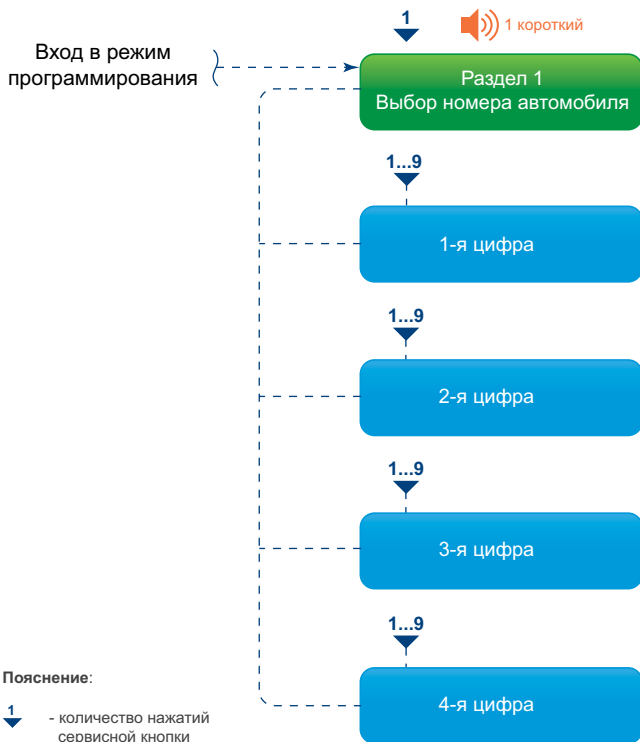 1
1 короткий
Вход в режим
программирования
Раздел 1
Выбор номера автомобиля
1...9
1-я цифра
1...9
2-я цифра
1...9
3-я цифра
1...9
4-я цифра
Пояснение:
1
- количество нажатий
сервисной кнопки